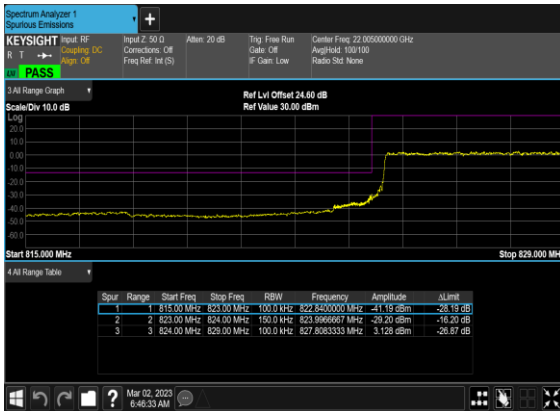 Spectrum Analyzer 1
Spurious Emissions
KEYSIGHT Input: RF Input Z: 50 Ω Atten: 20 dB Trig: Free Run Center Freq: 22.005000000 GHz
R T Coupling: DC Corrections: Off Gate: Off Avg|Hold: 100/100
Align: Off Freq Ref: Int (S) IF Gain: Low Radio Std: None
PASS
3 All Range Graph
Ref Lvl Offset 24.60 dB
Scale/Div 10.0 dB Ref Value 30.00 dBm
Log
20.0
10.0
0.00
-10.0
-20.0
-30.0
-40.0
-50.0
-60.0
Start 815.000 MHz Stop 829.000 MH
4 All Range Table
Spur Range Start Freq Stop Freq RBW Frequency Amplitude ΔLimit
1 1 815.00 MHz 823.00 MHz 100.0 kHz 822.8400000 MHz -41.19 dBm -28.19 dB
2 2 823.00 MHz 824.00 MHz 150.0 kHz 823.9966667 MHz -29.20 dBm -16.20 dB
3 3 824.00 MHz 829.00 MHz 100.0 kHz 827.8083333 MHz 3.128 dBm -26.87 dB
Mar 02, 2023
6:46:33 AM